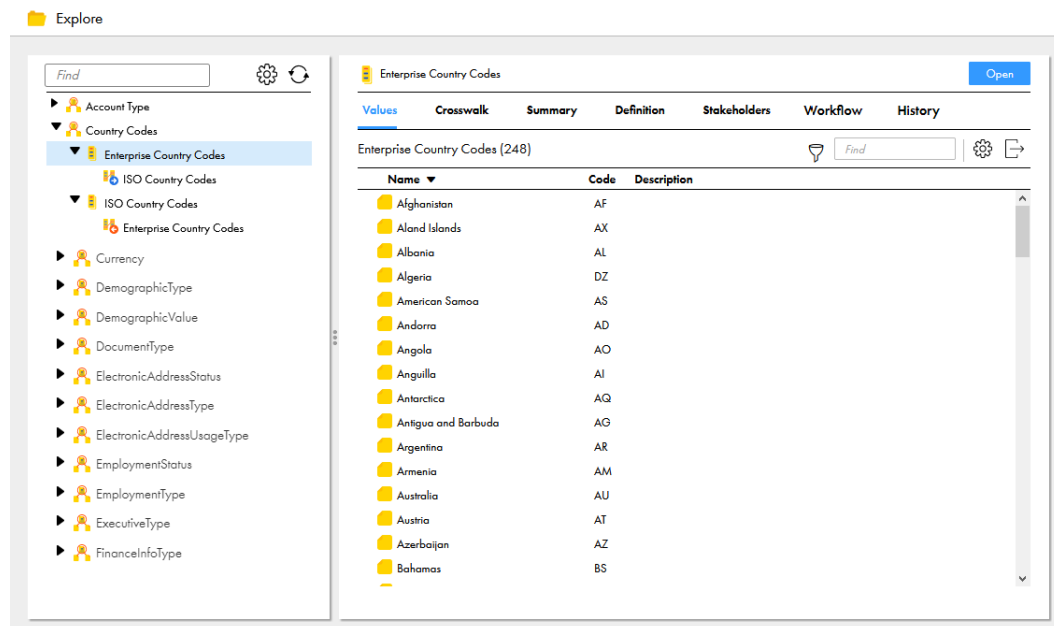 Explore
Find
Account Type
Country Codes
Enterprise Country Codes
ISO Country Codes
ISO Country Codes
Enterprise Country Codes
Currency
DemographicType
DemographicValue
DocumentType
ElectronicAddressStatus
ElectronicAddressType
ElectronicAddressUsageType
EmploymentStatus
EmploymentType
ExecutiveType
FinanceInfoType
Enterprise Country Codes Open
Values Crosswalk Summary Definition Stakeholders Workflow History
Enterprise Country Codes (248) Find
Name Code Description
Afghanistan AF
Aland Islands AX
Albania AL
Algeria DZ
American Samoa AS
Andorra AD
Angola AO
Anguilla AI
Antarctica AQ
Antigua and Barbuda AG
Argentina AR
Armenia AM
Australia AU
Austria AT
Azerbaijan AZ
Bahamas BS